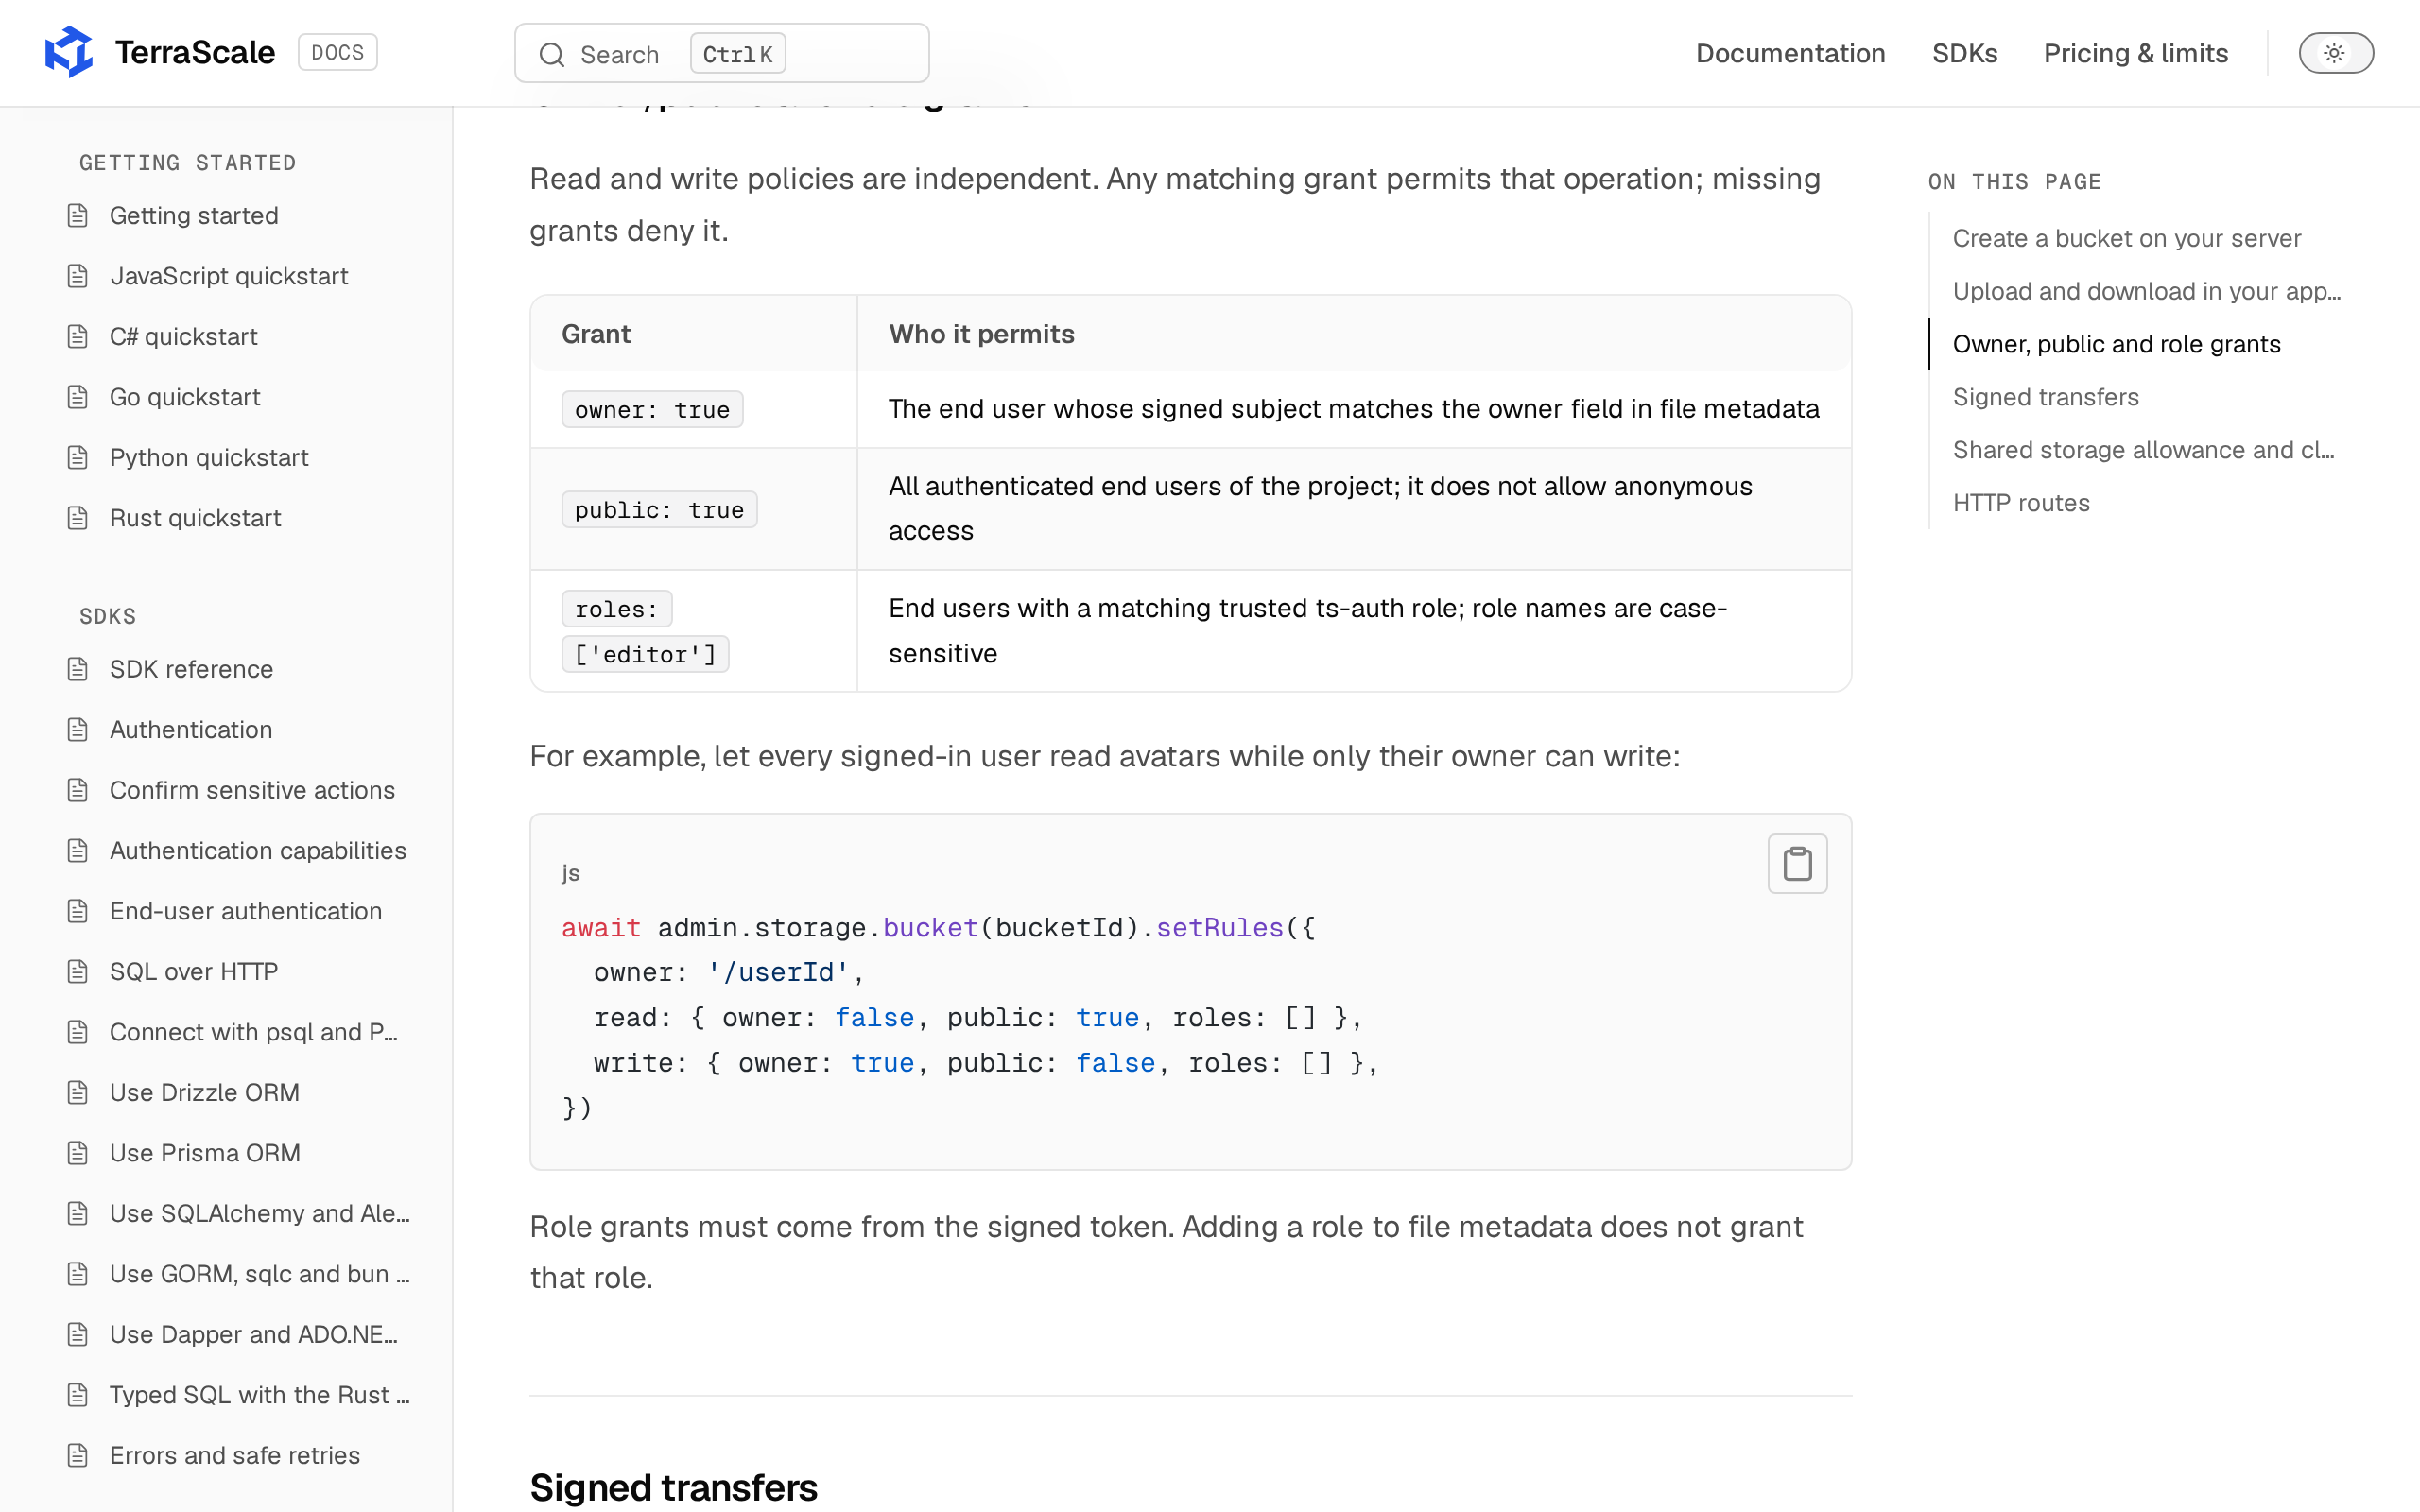 TerraScale
DOCS
Search
Ctrl K
Documentation
SDKs
Pricing & limits
GETTING STARTED
Getting started
JavaScript quickstart
C# quickstart
Go quickstart
Python quickstart
Rust quickstart
SDKS
SDK reference
Authentication
Confirm sensitive actions
Authentication capabilities
End-user authentication
SQL over HTTP
Connect with psql and P...
Use Drizzle ORM
Use Prisma ORM
Use SQLAlchemy and Ale...
Use GORM, sqlc and bun ...
Use Dapper and ADO.NE...
Typed SQL with the Rust ...
Errors and safe retries
Read and write policies are independent. Any matching grant permits that operation; missing
grants deny it.
Grant
Who it permits
owner: true
The end user whose signed subject matches the owner field in file metadata
public: true
All authenticated end users of the project; it does not allow anonymous
access
roles:
['editor']
End users with a matching trusted ts-auth role; role names are case-
sensitive
For example, let every signed-in user read avatars while only their owner can write:
js
await admin.storage.bucket(bucketId).setRules({
  owner: '/userId',
  read: { owner: false, public: true, roles: [] },
  write: { owner: true, public: false, roles: [] },
})
Role grants must come from the signed token. Adding a role to file metadata does not grant
that role.
Signed transfers
ON THIS PAGE
Create a bucket on your server
Upload and download in your app...
Owner, public and role grants
Signed transfers
Shared storage allowance and cl...
HTTP routes